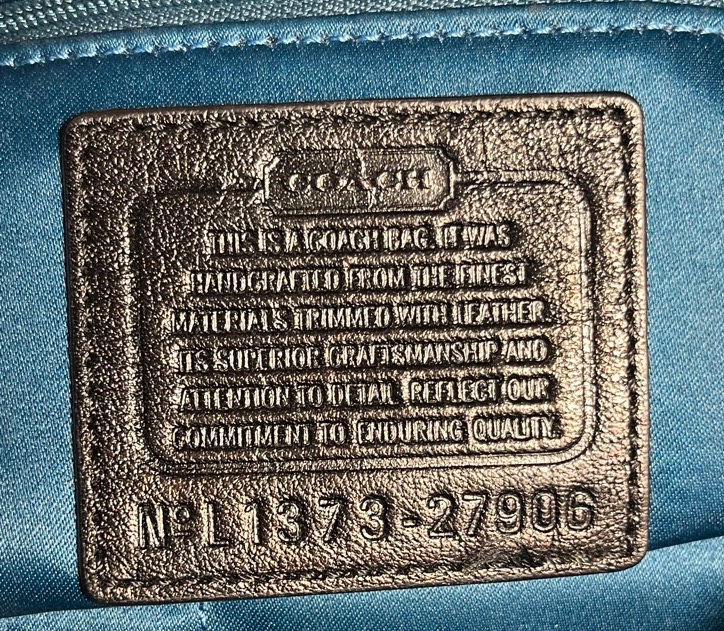 COACH
THIS IS A COACH BAG. IT WAS
HANDCRAFTED FROM THE FINEST
MATERIALS TRIMMED WITH LEATHER.
ITS SUPERIOR CRAFTSMANSHIP AND
ATTENTION TO DETAIL REFLECT OUR
COMMITMENT TO ENDURING QUALITY.
Nº L1373-27906